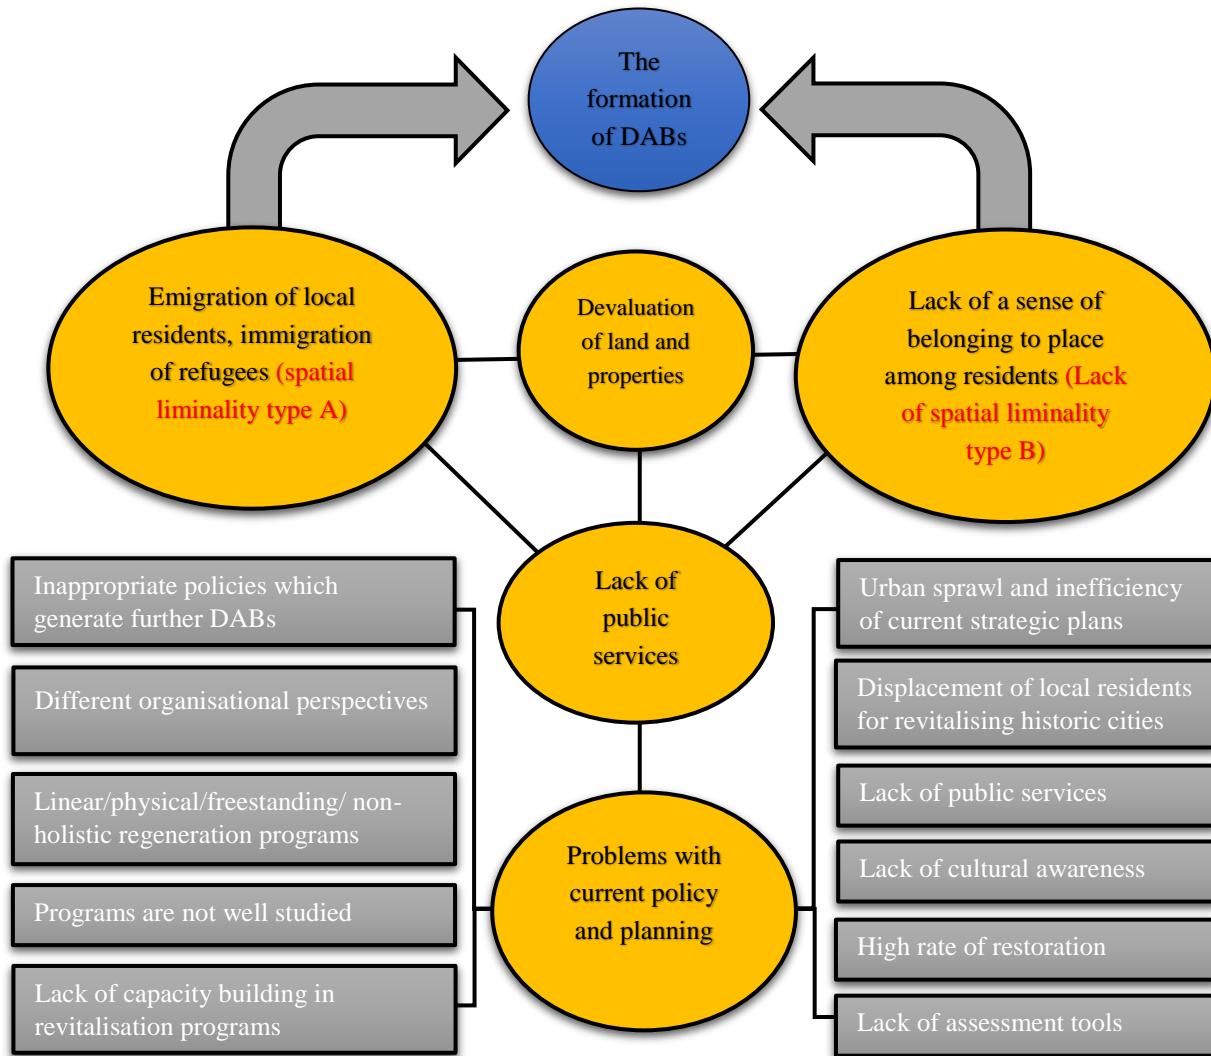 The
formation
of DABs
Emigration of local
residents, immigration
of refugees (spatial
liminality type A)
Devaluation
of land and
properties
Lack of a sense of
belonging to place
among residents (Lack
of spatial liminality
type B)
Lack of
public
services
Inappropriate policies which
generate further DABs
Different organisational perspectives
Linear/physical/freestanding/ non-
holistic regeneration programs
Programs are not well studied
Lack of capacity building in
revitalisation programs
Problems with
current policy
and planning
Urban sprawl and inefficiency
of current strategic plans
Displacement of local residents
for revitalising historic cities
Lack of public services
Lack of cultural awareness
High rate of restoration
Lack of assessment tools